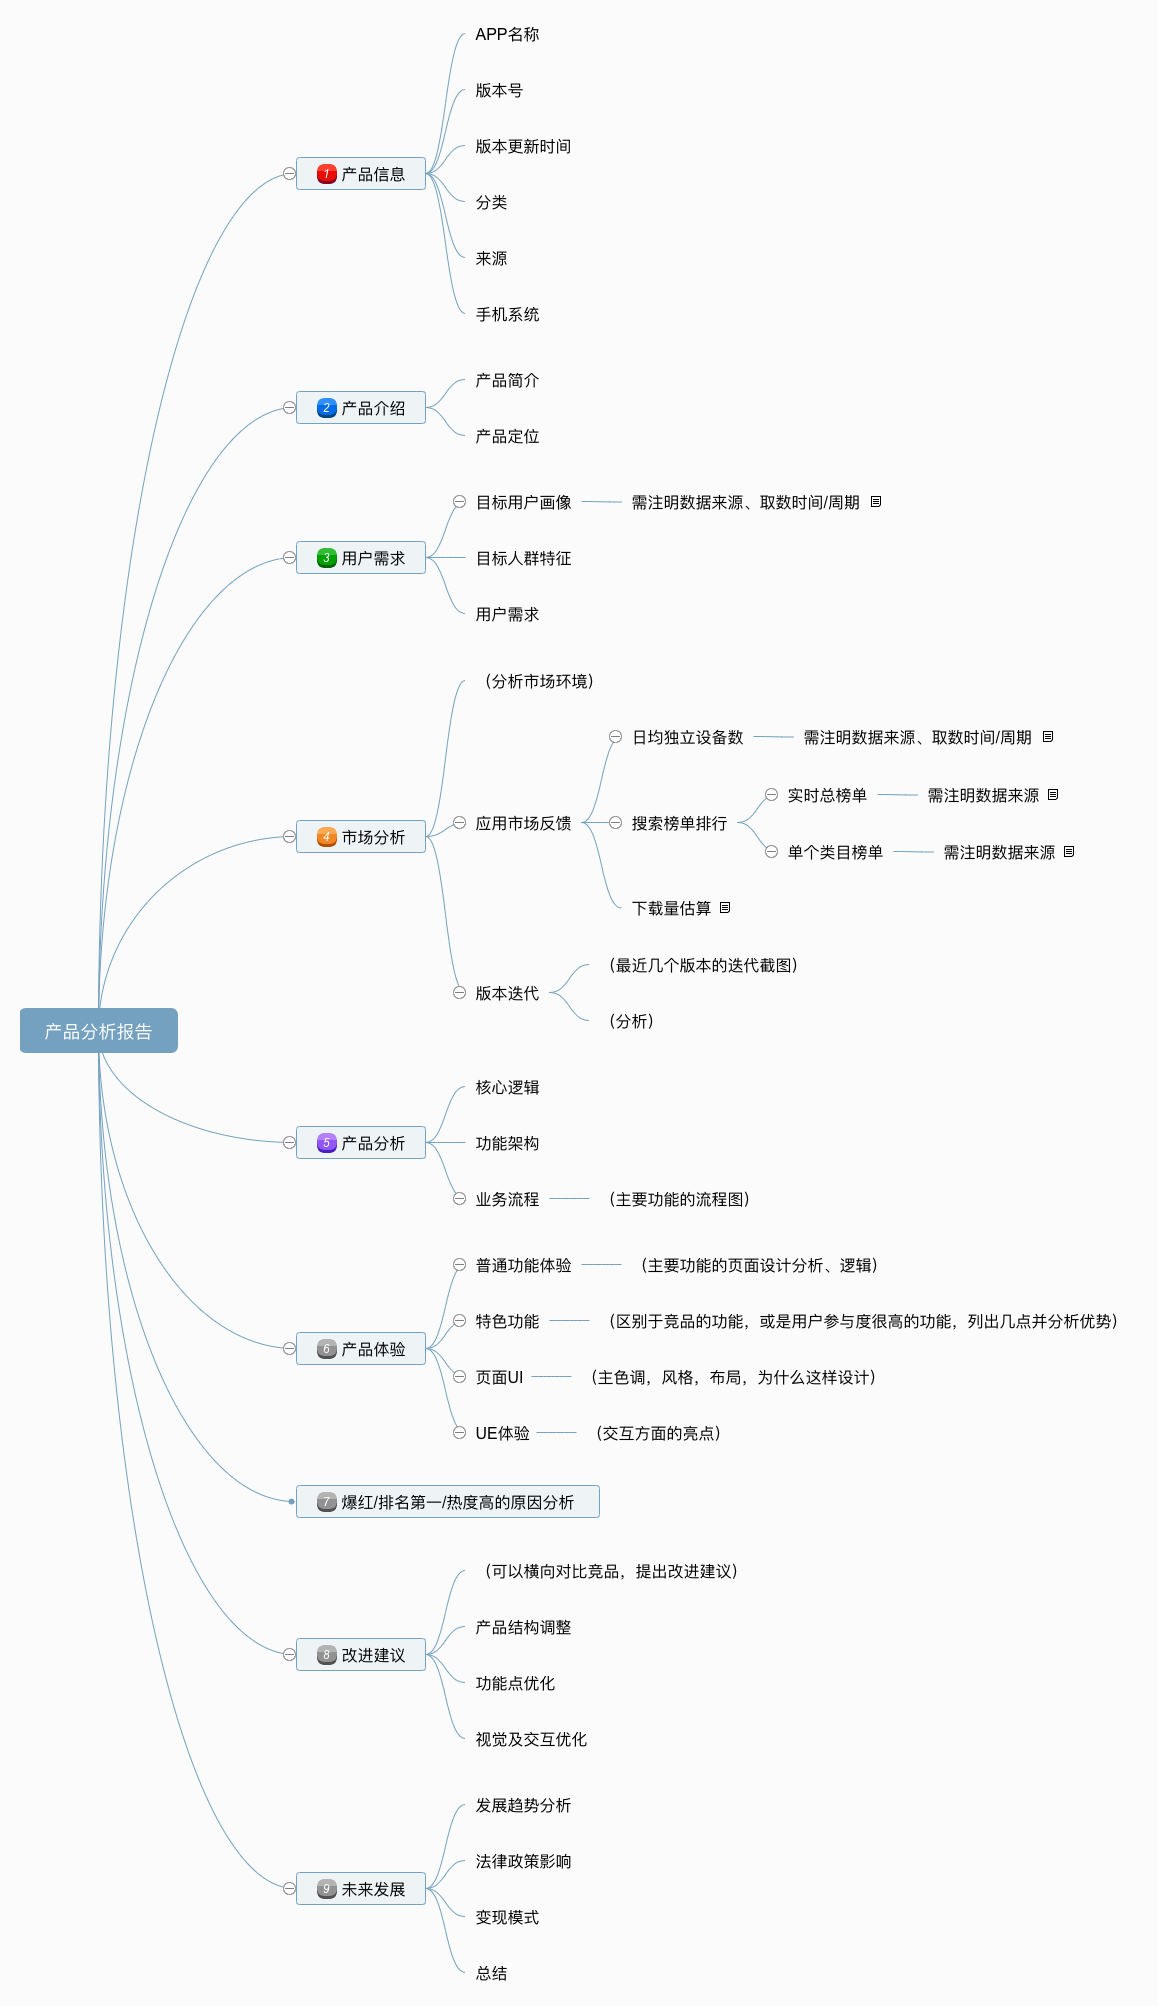 产品分析报告
1 产品信息
APP名称
版本号
版本更新时间
分类
来源
手机系统
2 产品介绍
产品简介
产品定位
3 用户需求
目标用户画像
需注明数据来源、取数时间/周期
目标人群特征
用户需求
4 市场分析
（分析市场环境）
应用市场反馈
日均独立设备数
需注明数据来源、取数时间/周期
搜索榜单排行
实时总榜单
需注明数据来源
单个类目榜单
需注明数据来源
下载量估算
版本迭代
（最近几个版本的迭代截图）
（分析）
5 产品分析
核心逻辑
功能架构
业务流程
（主要功能的流程图）
6 产品体验
普通功能体验
（主要功能的页面设计分析、逻辑）
特色功能
（区别于竞品的功能，或是用户参与度很高的功能，列出几点并分析优势）
页面UI
（主色调，风格，布局，为什么这样设计）
UE体验
（交互方面的亮点）
7 爆红/排名第一/热度高的原因分析
8 改进建议
（可以横向对比竞品，提出改进建议）
产品结构调整
功能点优化
视觉及交互优化
9 未来发展
发展趋势分析
法律政策影响
变现模式
总结